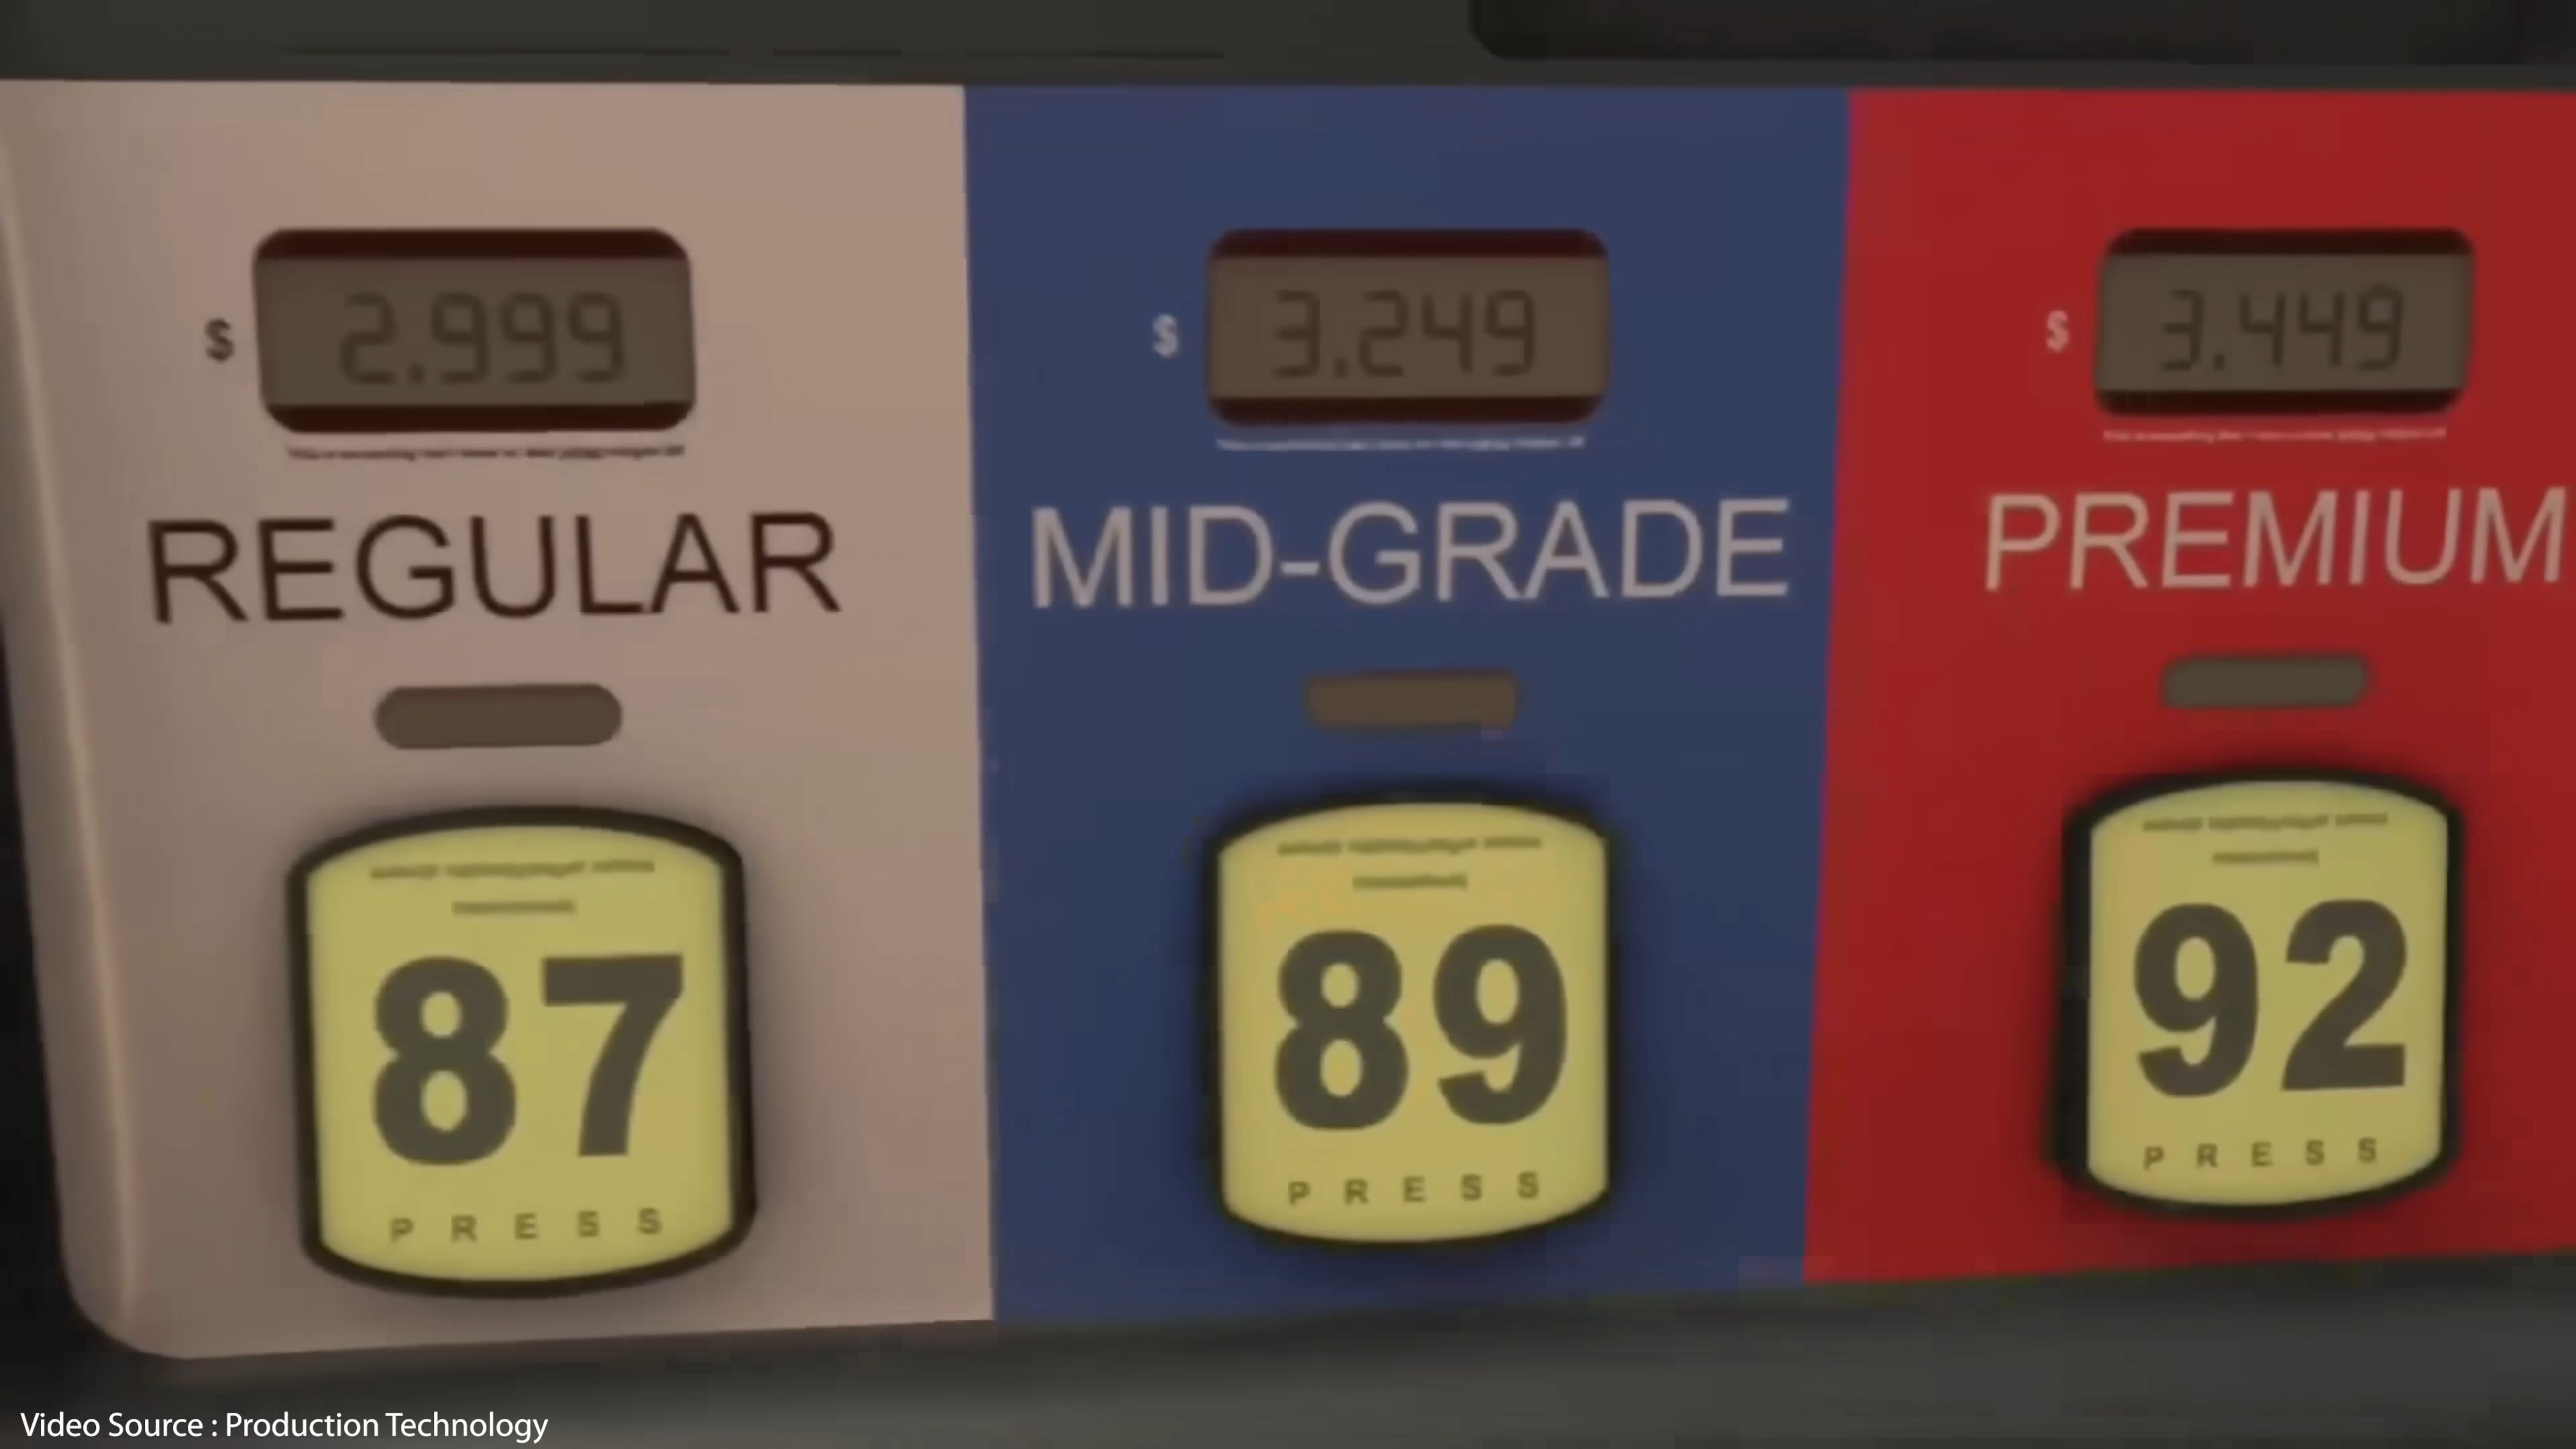 $ 2.999
REGULAR
87
PRESS
$ 3.249
MID-GRADE
89
PRESS
$ 3.449
PREMIUM
92
PRESS
Video Source : Production Technology